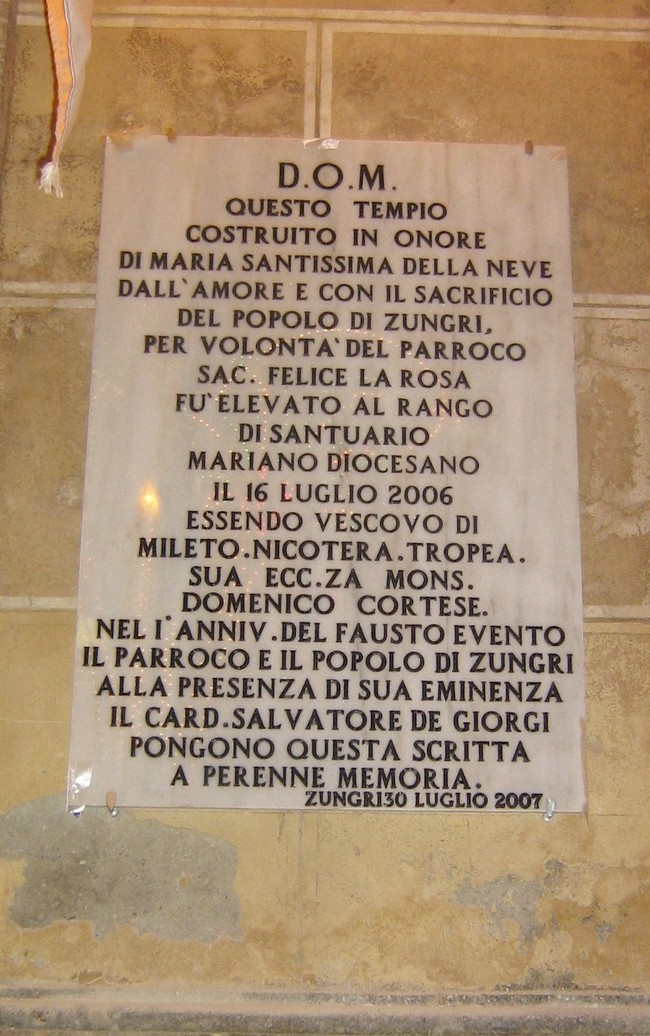 D.O.M.
QUESTO TEMPIO
COSTRUITO IN ONORE
DI MARIA SANTISSIMA DELLA NEVE
DALL`AMORE E CON IL SACRIFICIO
DEL POPOLO DI ZUNGRI,
PER VOLONTA` DEL PARROCO
SAC. FELICE LA ROSA
FU` ELEVATO AL RANGO
DI SANTUARIO
MARIANO DIOCESANO
IL 16 LUGLIO 2006
ESSENDO VESCOVO DI
MILETO.NICOTERA.TROPEA.
SUA ECC.ZA MONS.
DOMENICO CORTESE.
NEL I° ANNIV.DEL FAUSTO EVENTO
IL PARROCO E IL POPOLO DI ZUNGRI
ALLA PRESENZA DI SUA EMINENZA
IL CARD.SALVATORE DE GIORGI
PONGONO QUESTA SCRITTA
A PERENNE MEMORIA.
ZUNGRI30 LUGLIO 2007